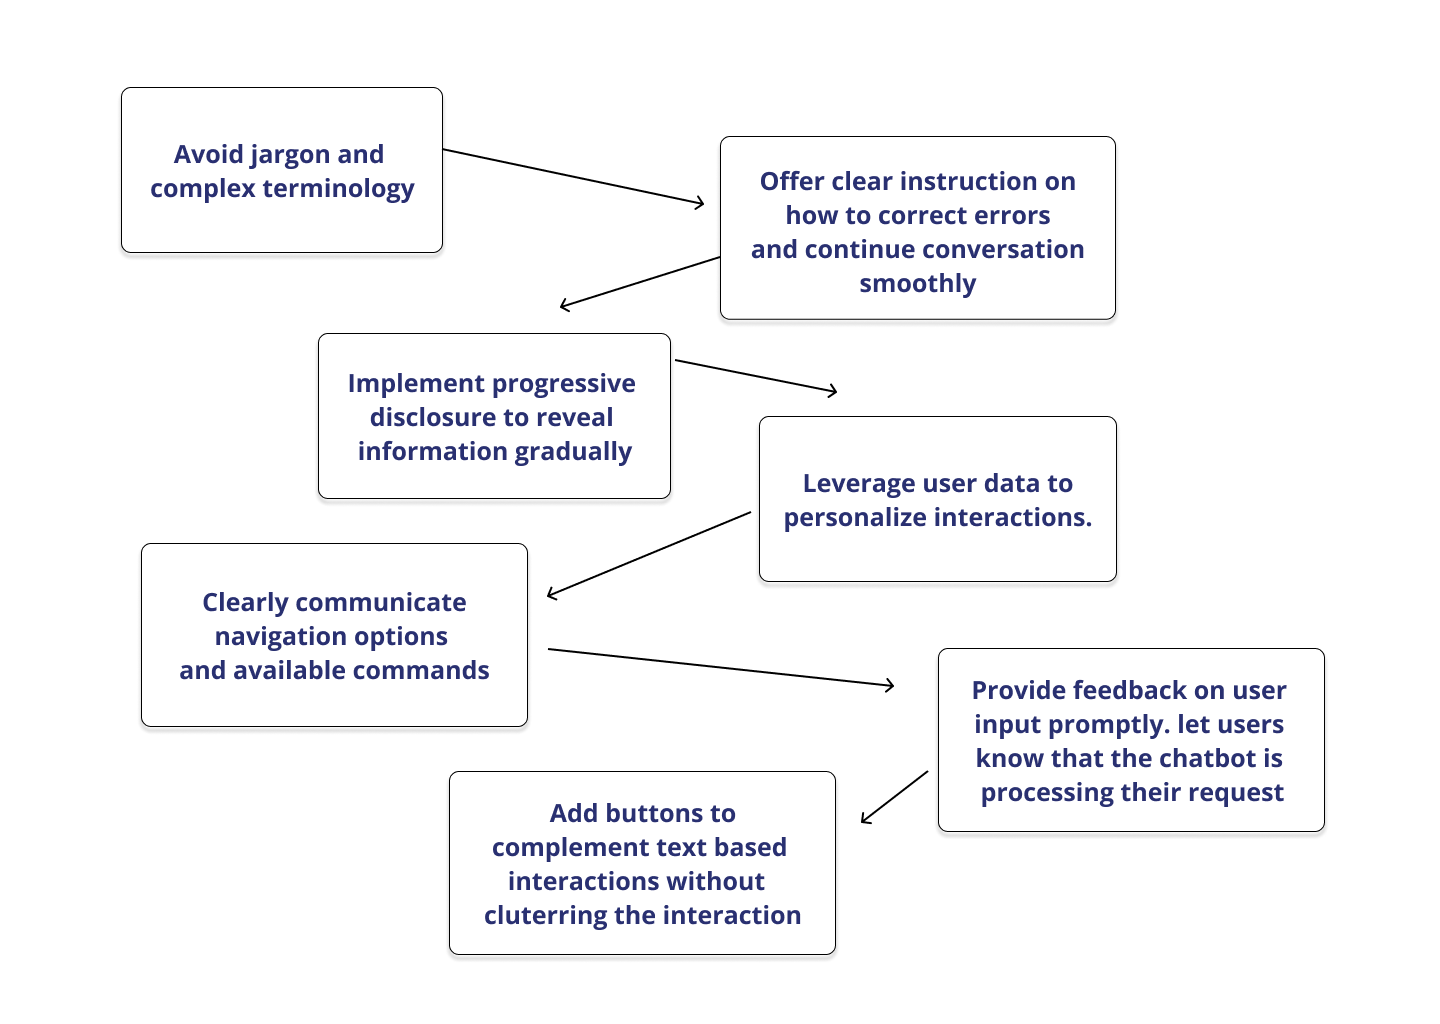 Avoid jargon and
complex terminology
Offer clear instruction on
how to correct errors
and continue conversation
smoothly
Implement progressive
disclosure to reveal
information gradually
Leverage user data to
personalize interactions.
Clearly communicate
navigation options
and available commands
Provide feedback on user
input promptly. let users
know that the chatbot is
processing their request
Add buttons to
complement text based
interactions without
cluterring the interaction